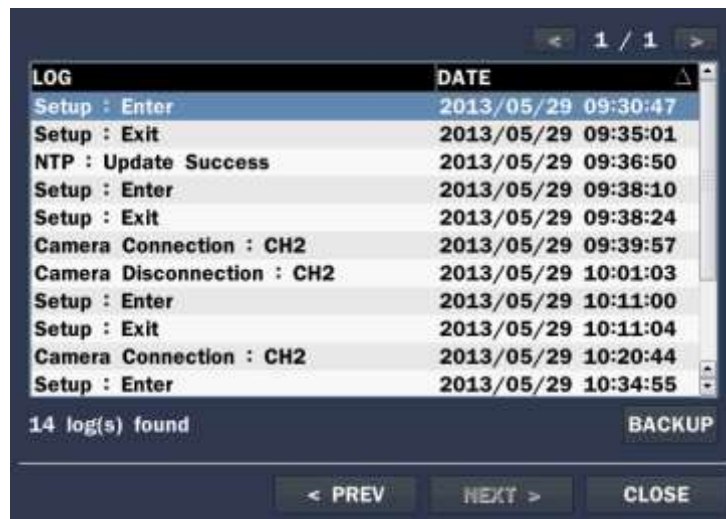 < 1 / 1 >
LOG DATE △
Setup : Enter 2013/05/29 09:30:47
Setup : Exit 2013/05/29 09:35:01
NTP : Update Success 2013/05/29 09:36:50
Setup : Enter 2013/05/29 09:38:10
Setup : Exit 2013/05/29 09:38:24
Camera Connection : CH2 2013/05/29 09:39:57
Camera Disconnection : CH2 2013/05/29 10:01:03
Setup : Enter 2013/05/29 10:11:00
Setup : Exit 2013/05/29 10:11:04
Camera Connection : CH2 2013/05/29 10:20:44
Setup : Enter 2013/05/29 10:34:55
14 log(s) found BACKUP
< PREV NEXT > CLOSE